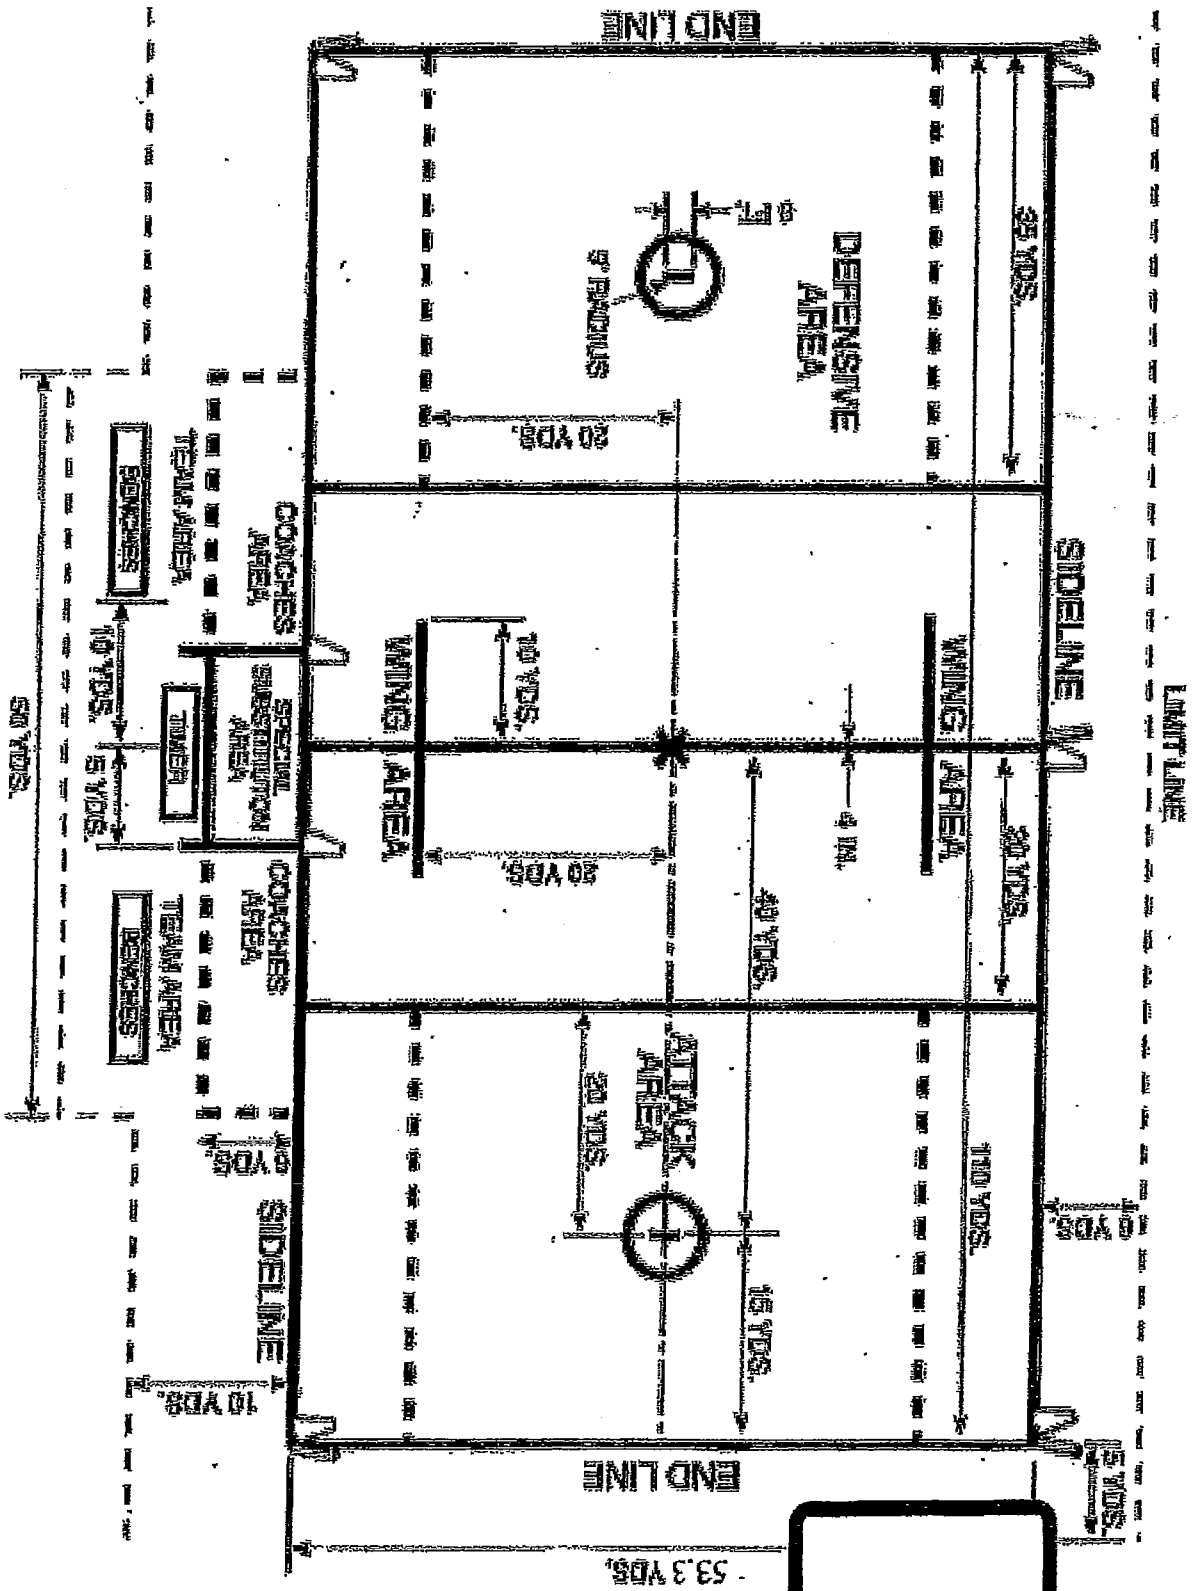 END LINE
6 FT.
9' RADIUS
DEFENSIVE
AREA
35 YDS.
20 YDS.
SIDELINE
LIMIT LINE
COACHES
AREA
TEAM AREA
BENCHES
10 YDS.
50 YDS.
5 YDS.
SPECIAL
SUBSTITUTION
AREA
TIMER
WING AREA
10 YDS.
WING AREA
4 IN
20 YDS.
20 YDS.
40 YDS.
COACHES
AREA
TEAM AREA
BENCHES
ATTACK
AREA
20 YDS.
110 YDS.
6 YDS.
6 YDS.
SIDELINE
15 YDS.
10 YDS.
END LINE
5 YDS.
53.3 YDS.